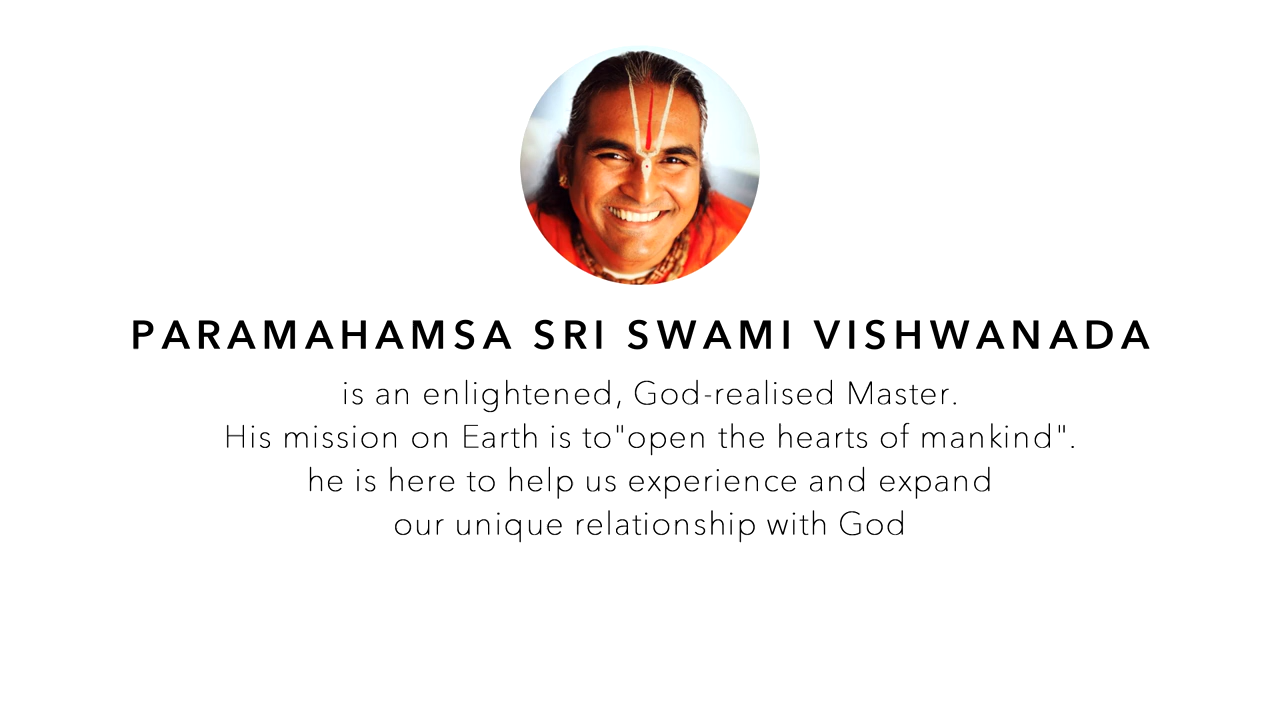 PARAMAHAMSA SRI SWAMI VISHWANADA
is an enlightened, God-realised Master.
His mission on Earth is to"open the hearts of mankind".
he is here to help us experience and expand
our unique relationship with God